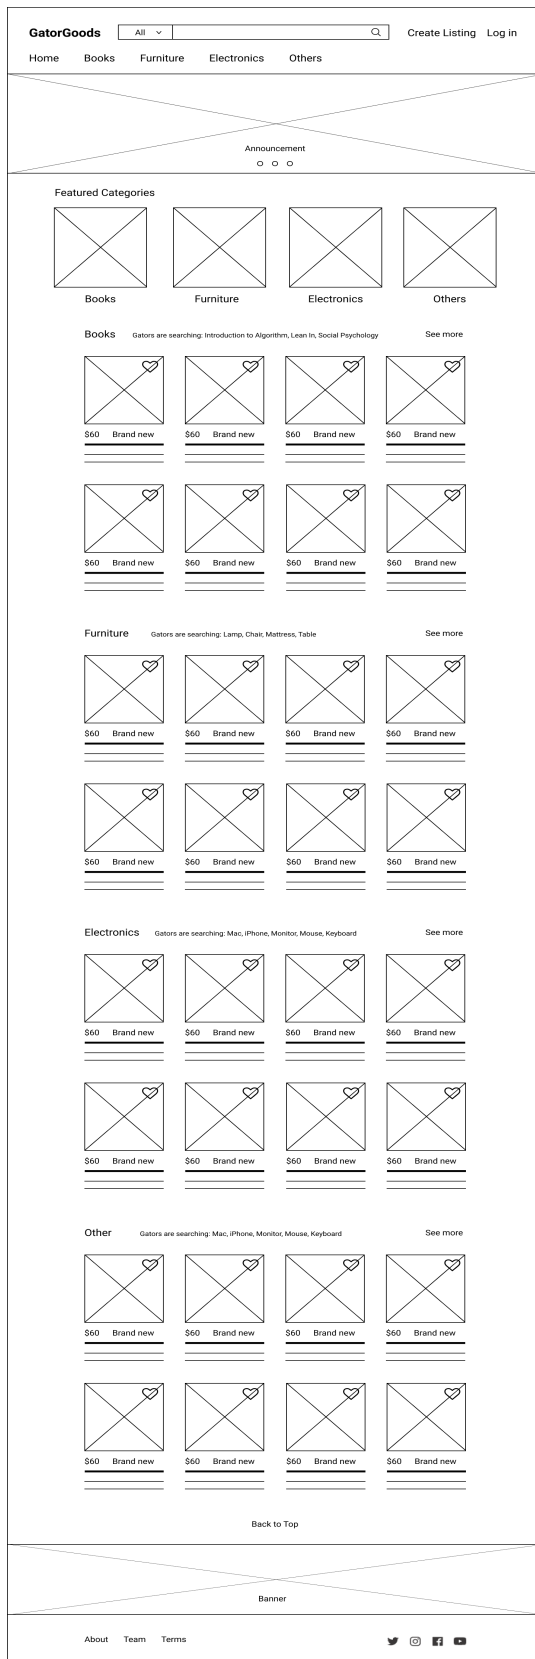 GatorGoods All Create Listing Log in
Home Books Furniture Electronics Others
Announcement
Featured Categories
Books Furniture Electronics Others
Books Gators are searching: Introduction to Algorithm, Lean In, Social Psychology See more
$60 Brand new $60 Brand new $60 Brand new $60 Brand new
$60 Brand new $60 Brand new $60 Brand new $60 Brand new
Furniture Gators are searching: Lamp, Chair, Mattress, Table See more
$60 Brand new $60 Brand new $60 Brand new $60 Brand new
$60 Brand new $60 Brand new $60 Brand new $60 Brand new
Electronics Gators are searching: Mac, iPhone, Monitor, Mouse, Keyboard See more
$60 Brand new $60 Brand new $60 Brand new $60 Brand new
$60 Brand new $60 Brand new $60 Brand new $60 Brand new
Other Gators are searching: Mac, iPhone, Monitor, Mouse, Keyboard See more
$60 Brand new $60 Brand new $60 Brand new $60 Brand new
$60 Brand new $60 Brand new $60 Brand new $60 Brand new
Back to Top
Banner
About Team Terms